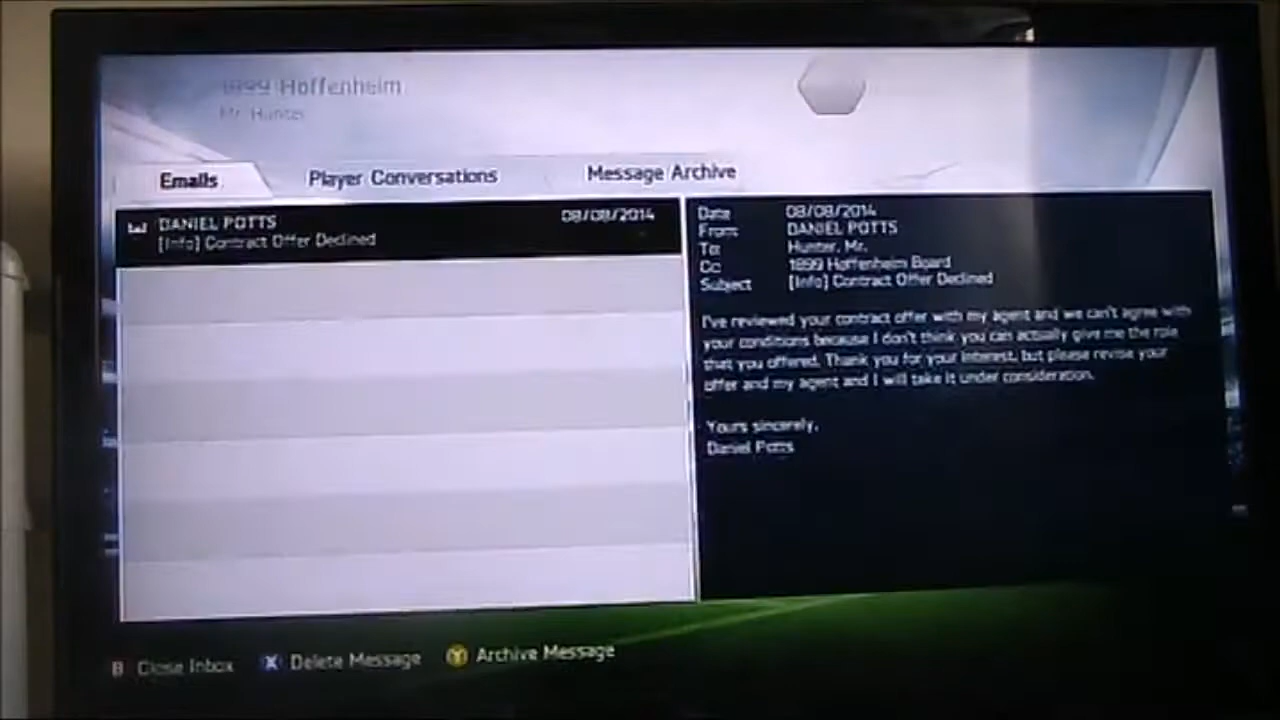 1899 Hoffenheim
Mr. Hunter
Emails
Player Conversations
Message Archive
DANIEL POTTS
08/08/2014
[Info] Contract Offer Declined
Date 08/08/2014
From: DANIEL POTTS
To: Hunter, Mr.
Cc: 1899 Hoffenheim Board
Subject [Info] Contract Offer Declined
I've reviewed your contract offer with my agent and we can't agree with
your conditions because I don't think you can actually give me the role
that you offered. Thank you for your interest, but please revise your
offer and my agent and I will take it under consideration.
Yours sincerely,
Daniel Potts
B Close Inbox
X Delete Message
Y Archive Message